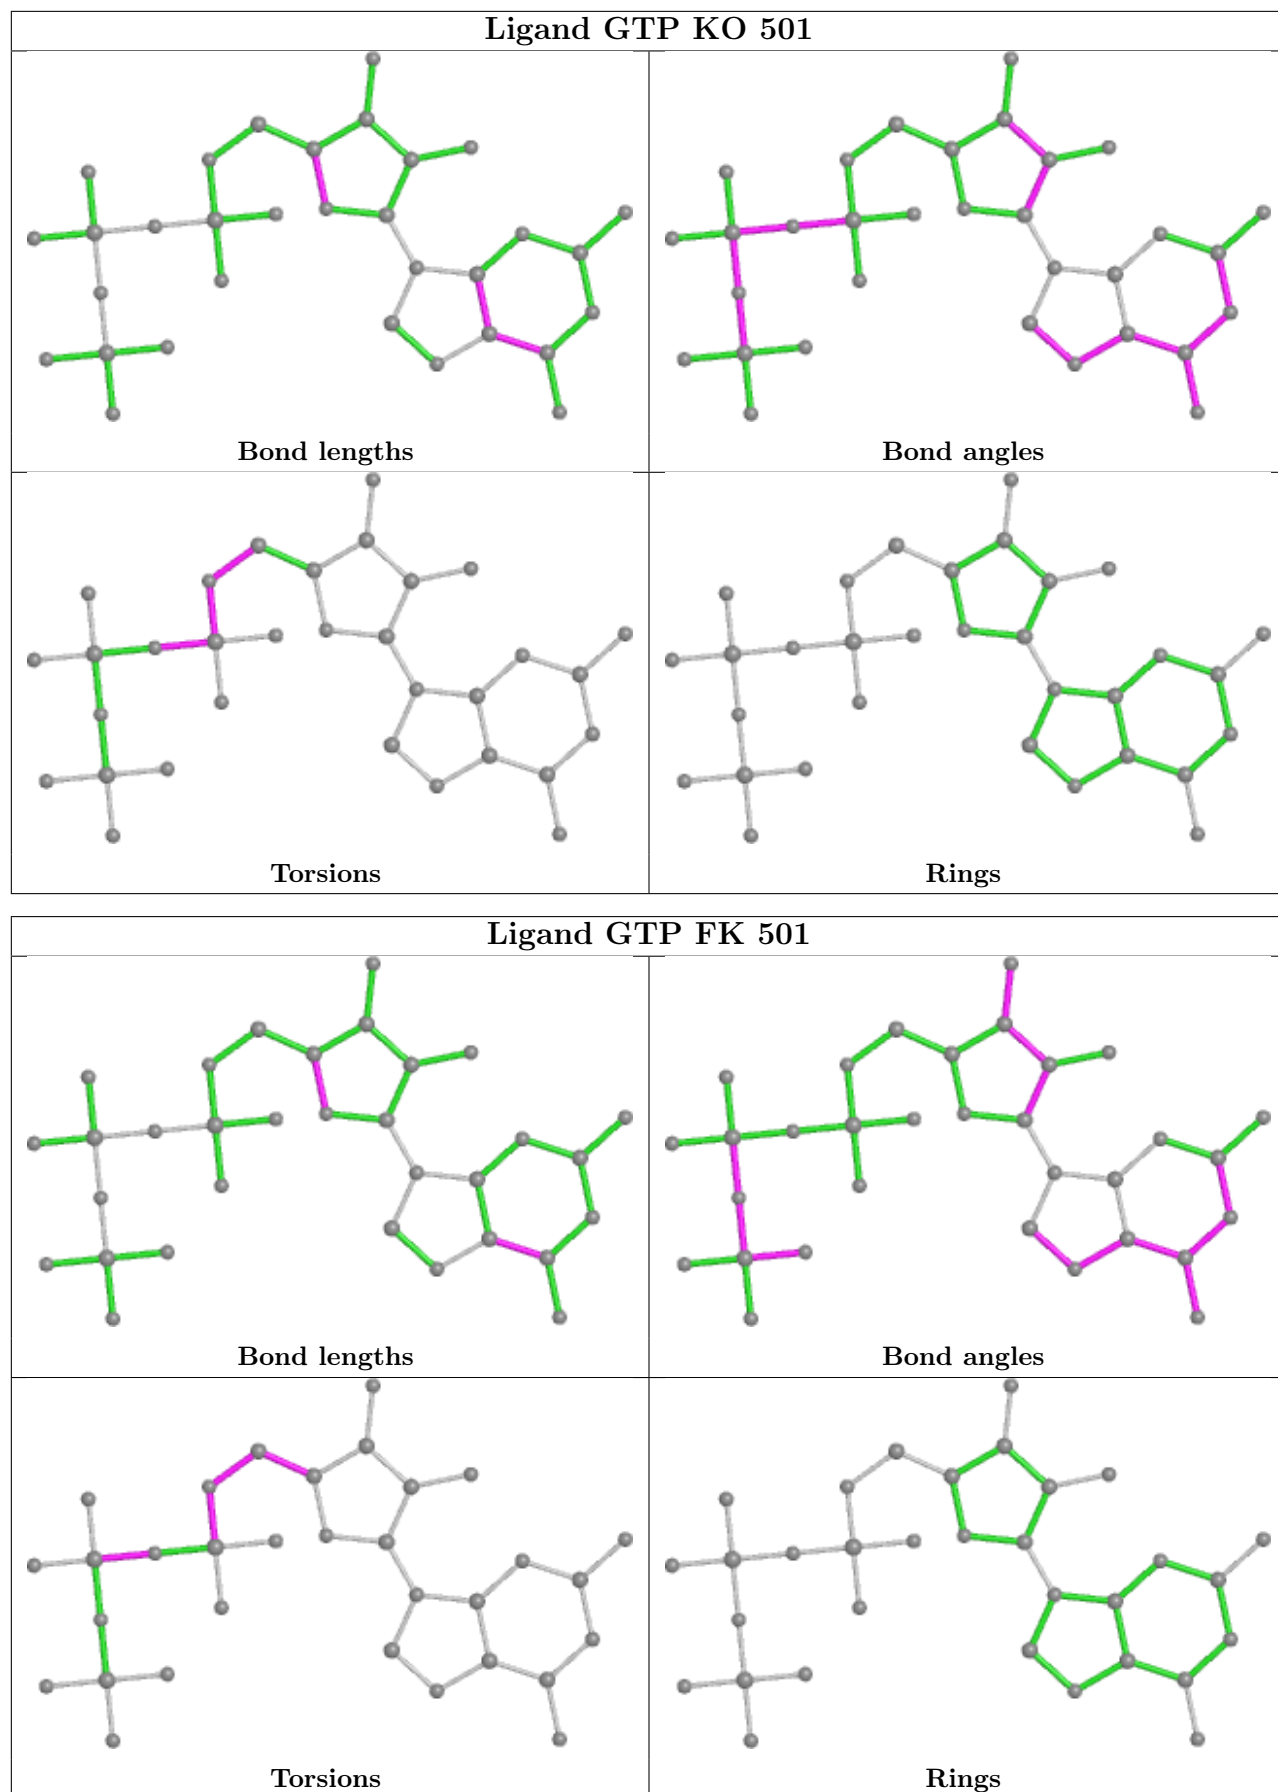 Ligand GTP KO 501
Bond lengths
Bond angles
Torsions
Rings
Ligand GTP FK 501
Bond lengths
Bond angles
Torsions
Rings